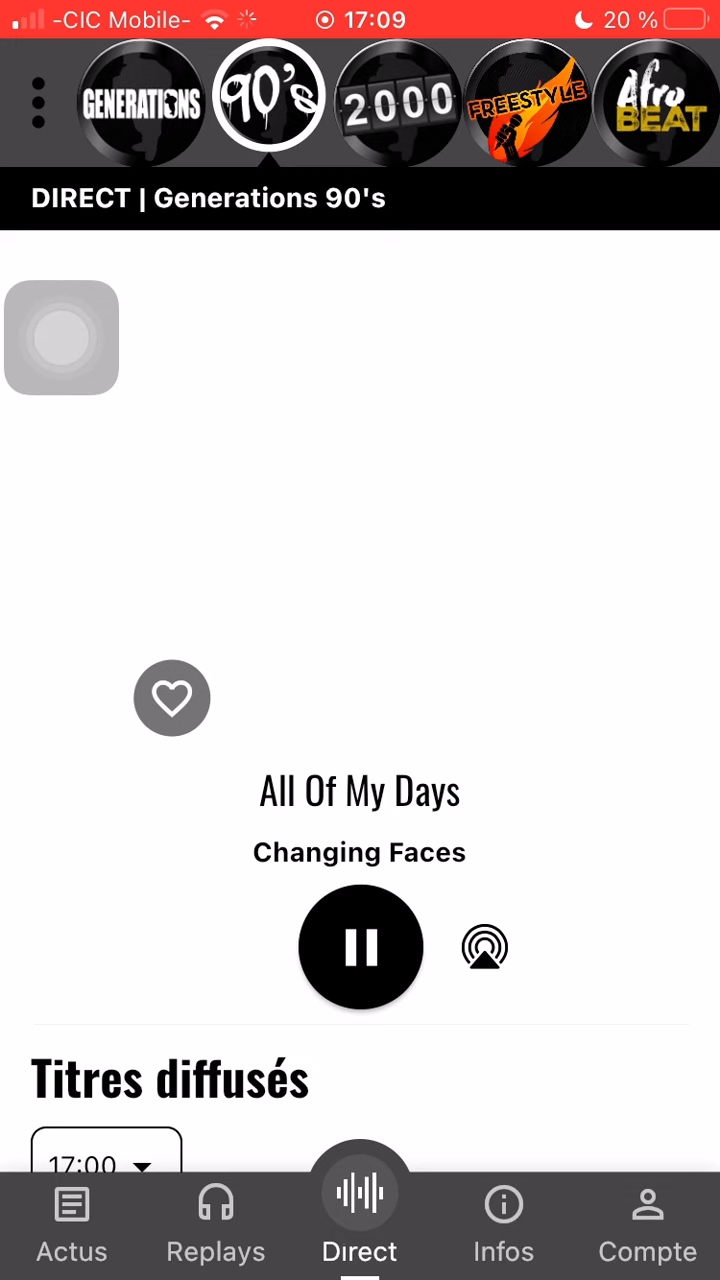 -CIC Mobile- 17:09 20 %
GENERATIONS 90's 2000 FREESTYLE Afro BEAT
DIRECT | Generations 90's
All Of My Days
Changing Faces
Titres diffusés
17:00
Actus Replays Direct Infos Compte